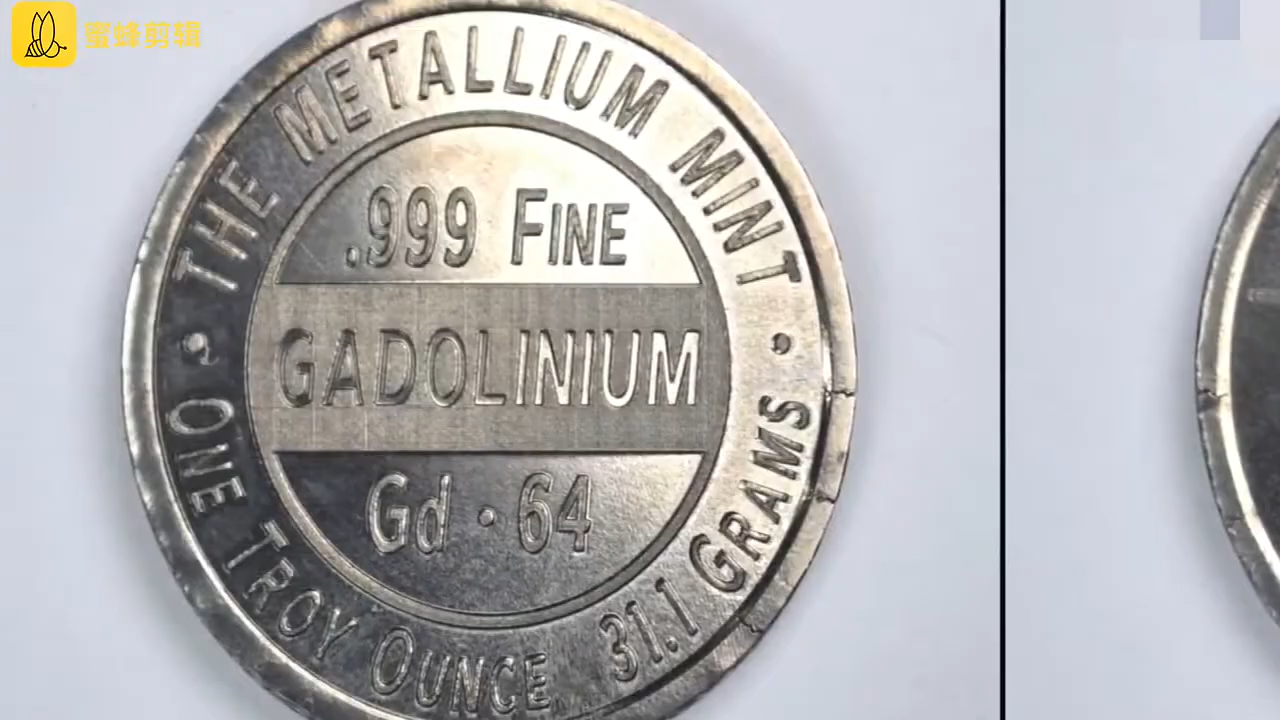 蜜蜂剪辑
THE METALLIUM MINT
.999 FINE
GADOLINIUM
Gd · 64
ONE TROY OUNCE 31.1 GRAMS